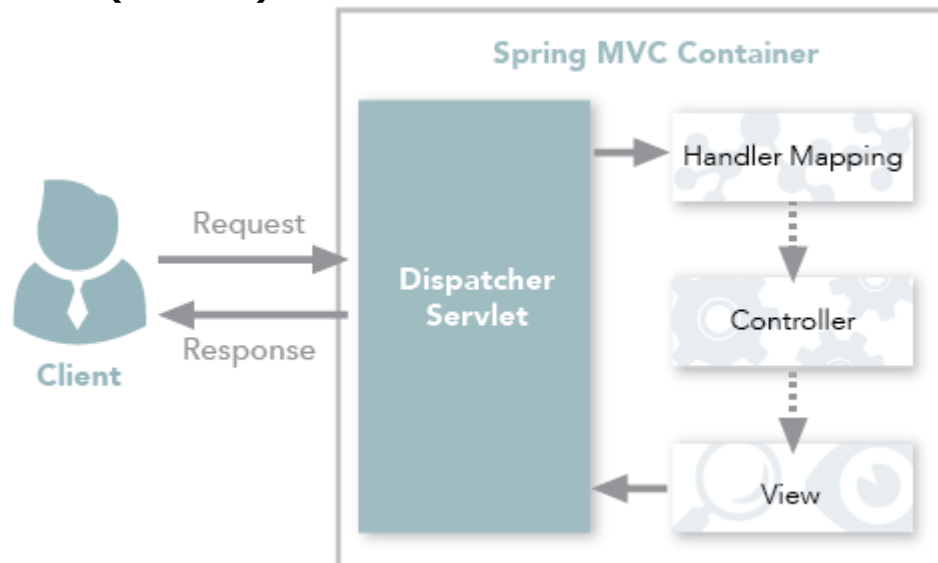 Spring MVC Container
Handler Mapping
Request
Dispatcher
Servlet
Controller
Response
Client
View